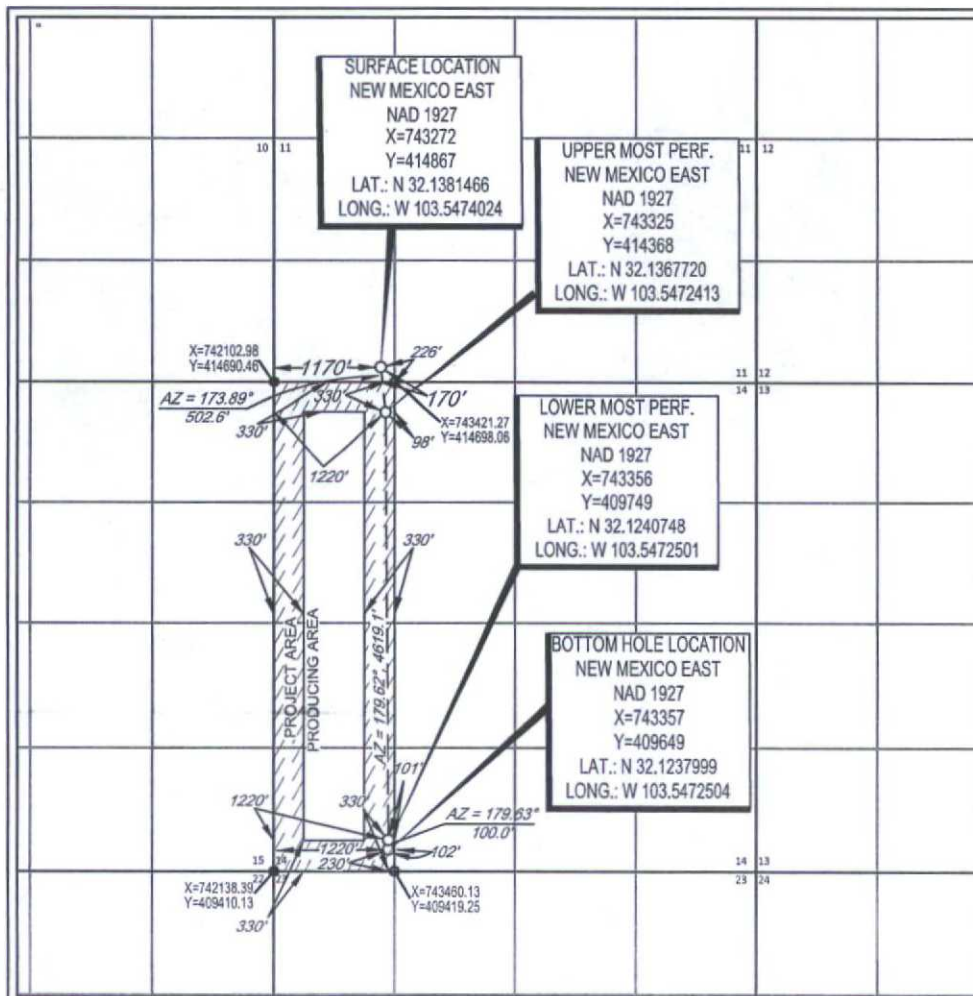 SURFACE LOCATION
NEW MEXICO EAST
NAD 1927
X=743272
Y=414867
LAT.: N 32.1381466
LONG.: W 103.5474024
10 11
11 12
UPPER MOST PERF.
NEW MEXICO EAST
NAD 1927
X=743325
Y=414368
LAT.: N 32.1367720
LONG.: W 103.5472413
X=742102.98
Y=414690.46
1170'
226'
11 12
14 13
AZ = 173.89°
502.6'
330'
170'
X=743421.27
Y=414698.06
330'
98'
1220'
LOWER MOST PERF.
NEW MEXICO EAST
NAD 1927
X=743356
Y=409749
LAT.: N 32.1240748
LONG.: W 103.5472501
330'
330'
PROJECT AREA
PRODUCING AREA
AZ = 179.62°, 4619.1'
BOTTOM HOLE LOCATION
NEW MEXICO EAST
NAD 1927
X=743357
Y=409649
LAT.: N 32.1237999
LONG.: W 103.5472504
101'
1220'
330'
AZ = 179.63°
100.0'
1220'
102'
230'
15 14
22 23
14 13
23 24
X=742138.39
Y=409410.13
X=743460.13
Y=409419.25
330'